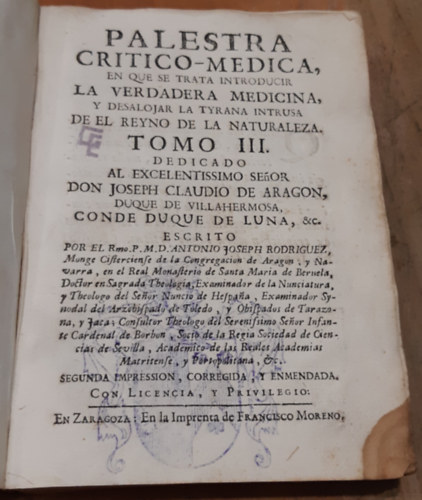 PALESTRA
CRITICO-MEDICA,
EN QUE SE TRATA INTRODUCIR
LA VERDADERA MEDICINA,
Y DESALOJAR LA TYRANA INTRUSA
DE EL REYNO DE LA NATURALEZA.
TOMO III.
DEDICADO
AL EXCELENTISSIMO SEÑOR
DON JOSEPH CLAUDIO DE ARAGON,
DUQUE DE VILLAHERMOSA,
CONDE DUQUE DE LUNA, &c.
ESCRITO
POR EL Rmo. P. M. D. ANTONIO JOSEPH RODRIGUEZ,
Monge Cisterciense de la Congregacion de Aragon, y Na-
varra, en el Real Monasterio de Santa Maria de Beruela,
Doctor en Sagrada Theologia, Examinador de la Nunciatura,
y Theologo del Señor Nuncio de Hespaña, Examinador Sy-
nodal del Arzobispado de Toledo, y Obispados de Tarazo-
na, y Jaca, Consultor Theologo del Serenissimo Señor Infan-
te Cardenal de Borbon, Socio de la Regia Sociedad de Cien-
cias de Sevilla, Academico de las Reales Academias
Matritense, y Portopolitana, &c.
SEGUNDA IMPRESSION, CORREGIDA, Y ENMENDADA.
CON LICENCIA, Y PRIVILEGIO:
EN ZARAGOZA: En la Imprenta de FRANCISCO MORENO.